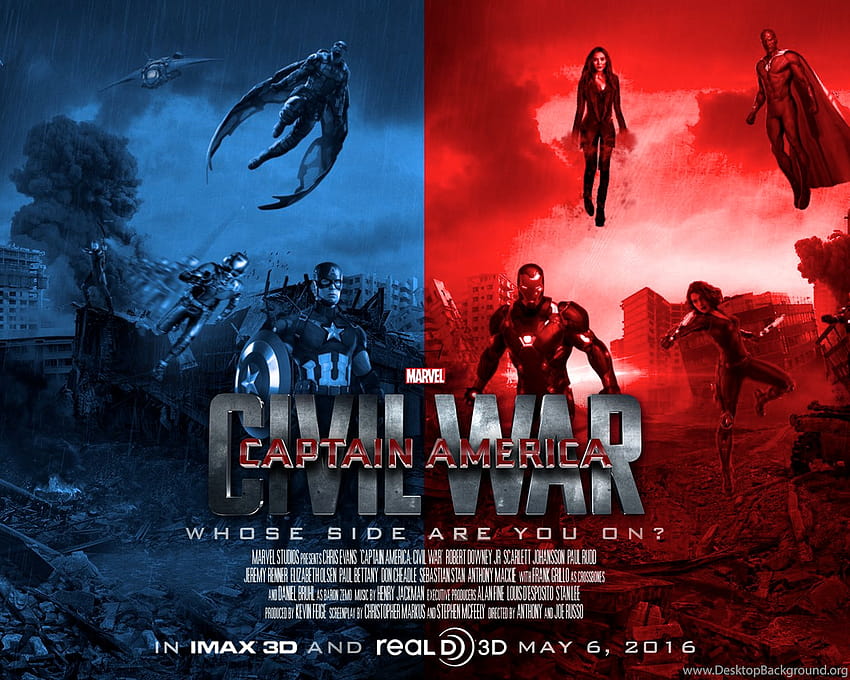 MARVEL
CIVIL WAR
CAPTAIN AMERICA
WHOSE SIDE ARE YOU ON?
MARVEL STUDIOS PRESENTS CHRIS EVANS "CAPTAIN AMERICA: CIVIL WAR" ROBERT DOWNEY JR SCARLETT JOHANSSON PAUL RUDD
JEREMY RENNER ELIZABETH OLSEN PAUL BETTANY DON CHEADLE SEBASTIAN STAN ANTHONY MACKIE WITH FRANK GRILLO AS CROSSBONES
AND DANIEL BRUHL AS BARON ZEMO MUSIC BY HENRY JACKMAN EXECUTIVE PRODUCERS ALAN FINE LOUIS D'ESPOSITO STAN LEE
PRODUCED BY KEVIN FEIGE SCREENPLAY BY CHRISTOPHER MARKUS AND STEPHEN MCFEELY DIRECTED BY ANTHONY AND JOE RUSSO
IN IMAX 3D AND REAL D 3D MAY 6, 2016
www.DesktopBackground.org